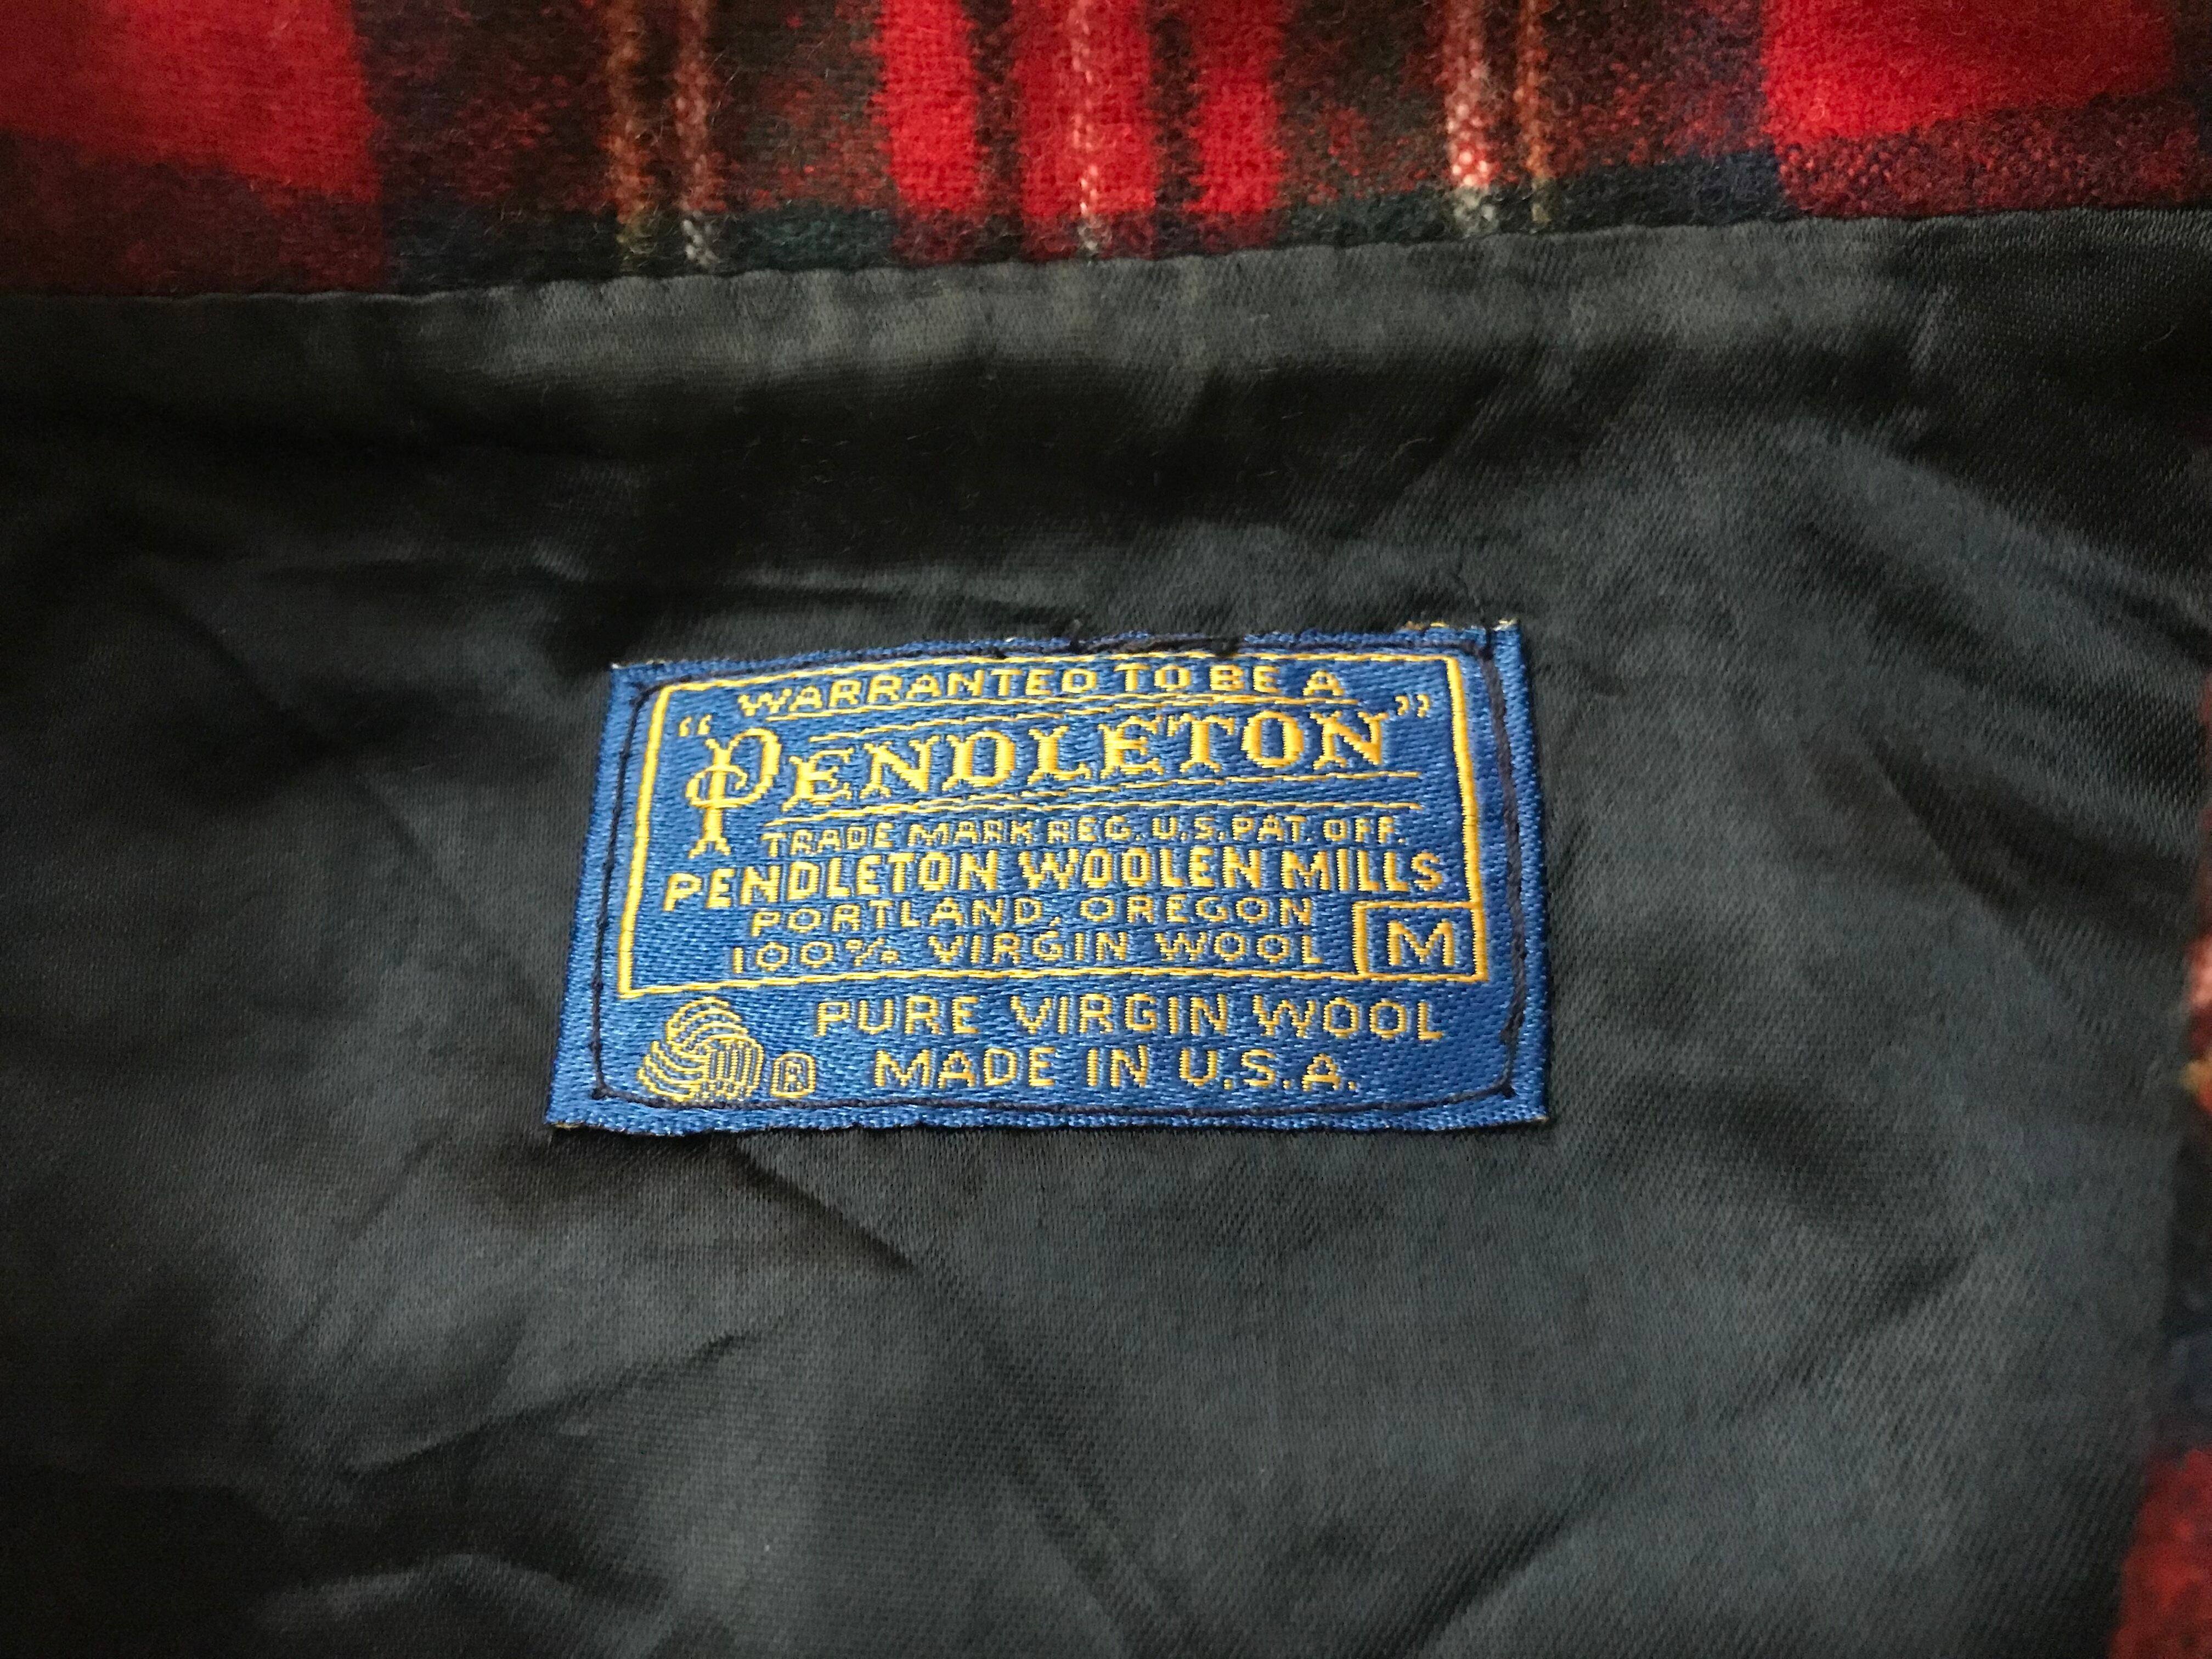 WARRANTED TO BE A
"PENDLETON"
TRADE MARK REG. U.S. PAT. OFF.
PENDLETON WOOLEN MILLS
PORTLAND, OREGON
100% VIRGIN WOOL M
PURE VIRGIN WOOL
® MADE IN U.S.A.